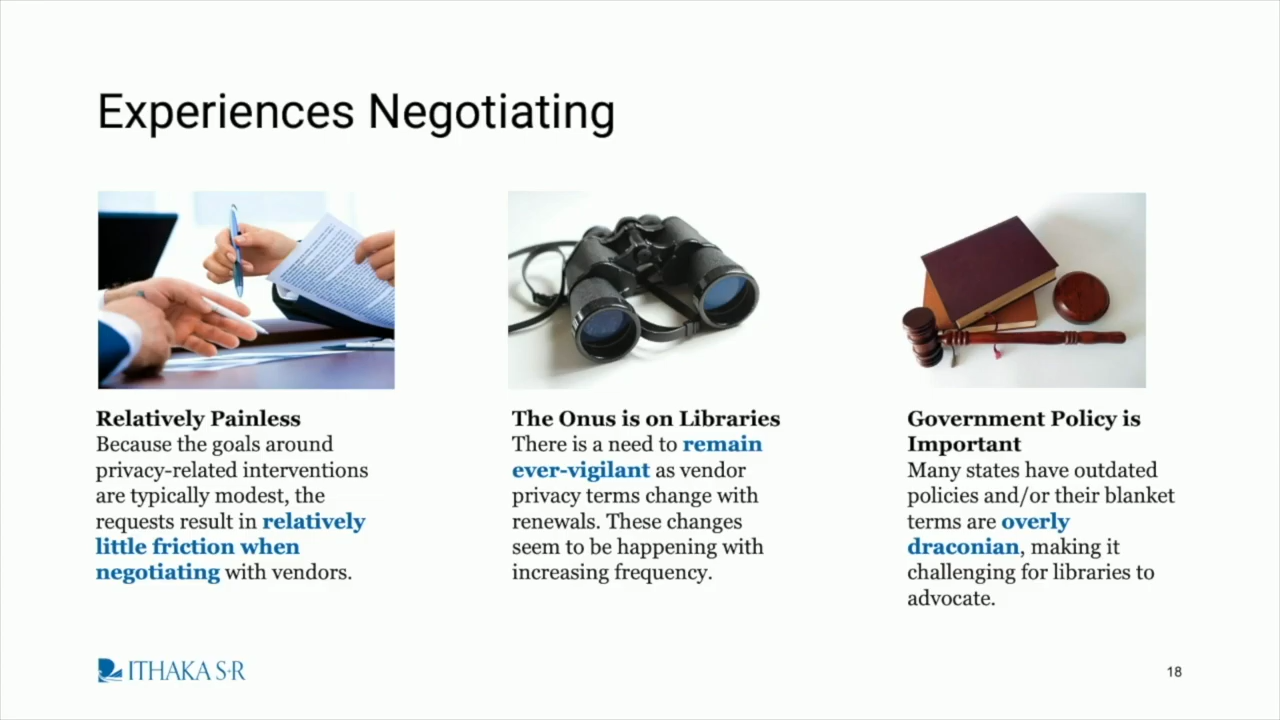 Experiences Negotiating
Relatively Painless
Because the goals around
privacy-related interventions
are typically modest, the
requests result in relatively
little friction when
negotiating with vendors.
The Onus is on Libraries
There is a need to remain
ever-vigilant as vendor
privacy terms change with
renewals. These changes
seem to be happening with
increasing frequency.
Government Policy is
Important
Many states have outdated
policies and/or their blanket
terms are overly
draconian, making it
challenging for libraries to
advocate.
ITHAKA S·R
18